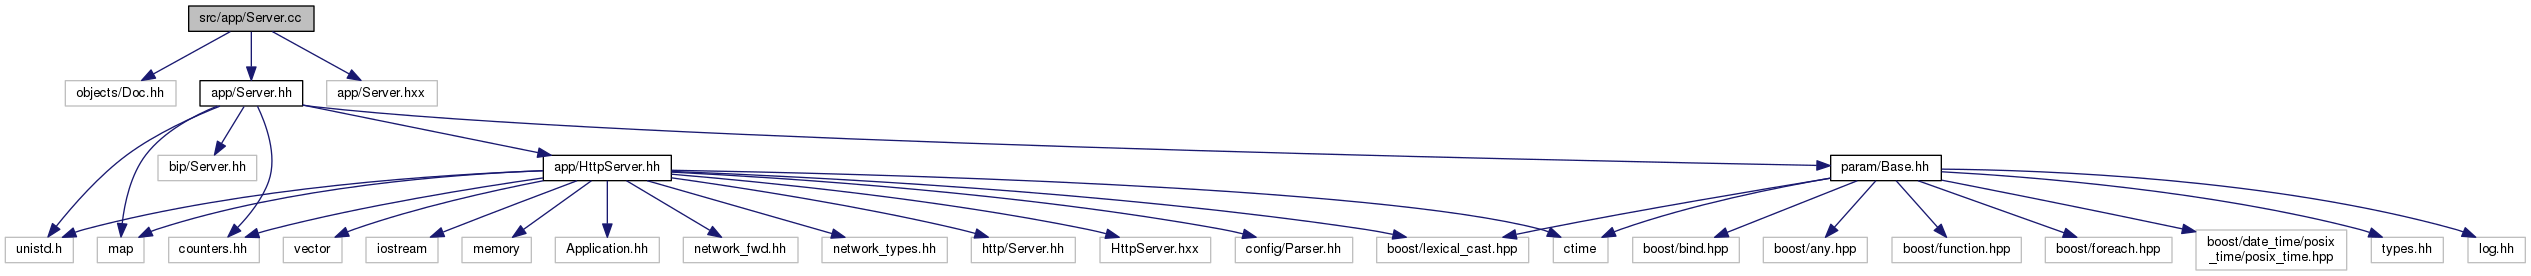 src/app/Server.cc
objects/Doc.hh
app/Server.hh
app/Server.hxx
bip/Server.hh
app/HttpServer.hh
param/Base.hh
unistd.h
map
counters.hh
vector
iostream
memory
Application.hh
network_fwd.hh
network_types.hh
http/Server.hh
HttpServer.hxx
config/Parser.hh
boost/lexical_cast.hpp
ctime
boost/bind.hpp
boost/any.hpp
boost/function.hpp
boost/foreach.hpp
boost/date_time/posix
_time/posix_time.hpp
types.hh
log.hh